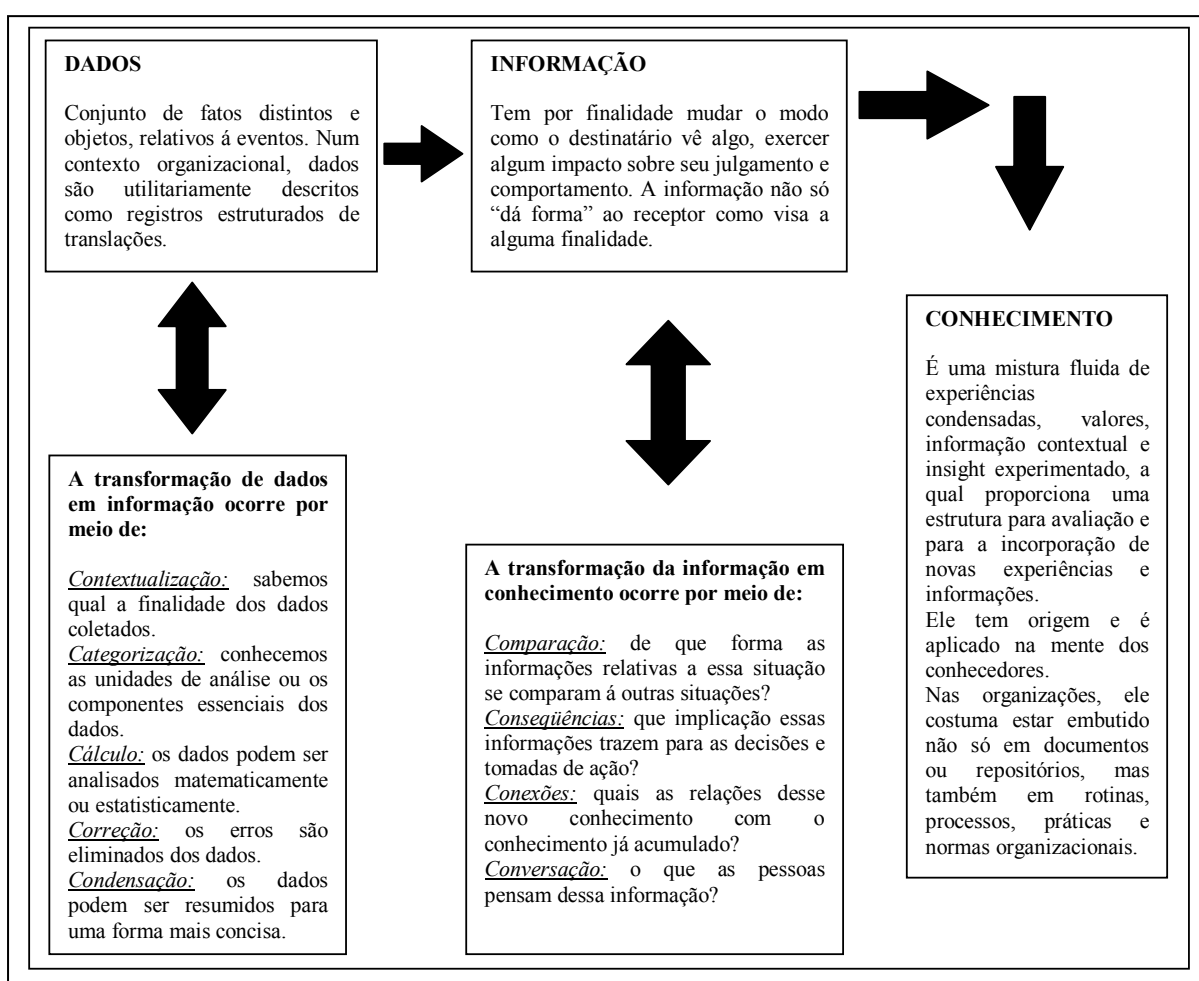 DADOS
Conjunto de fatos distintos e
objetos, relativos á eventos. Num
contexto organizacional, dados
são utilitariamente descritos
como registros estruturados de
translações.
INFORMAÇÃO
Tem por finalidade mudar o modo
como o destinatário vê algo, exercer
algum impacto sobre seu julgamento e
comportamento. A informação não só
“dá forma” ao receptor como visa a
alguma finalidade.
CONHECIMENTO
É uma mistura fluida de
experiências
condensadas, valores,
informação contextual e
insight experimentado, a
qual proporciona uma
estrutura para avaliação e
para a incorporação de
novas experiências e
informações.
Ele tem origem e é
aplicado na mente dos
conhecedores.
Nas organizações, ele
costuma estar embutido
não só em documentos
ou repositórios, mas
também em rotinas,
processos, práticas e
normas organizacionais.
A transformação de dados
em informação ocorre por
meio de:
Contextualização: sabemos
qual a finalidade dos dados
coletados.
Categorização: conhecemos
as unidades de análise ou os
componentes essenciais dos
dados.
Cálculo: os dados podem ser
analisados matematicamente
ou estatisticamente.
Correção: os erros são
eliminados dos dados.
Condensação: os dados
podem ser resumidos para
uma forma mais concisa.
A transformação da informação em
conhecimento ocorre por meio de:
Comparação: de que forma as
informações relativas a essa situação
se comparam á outras situações?
Conseqüências: que implicação essas
informações trazem para as decisões e
tomadas de ação?
Conexões: quais as relações desse
novo conhecimento com o
conhecimento já acumulado?
Conversação: o que as pessoas
pensam dessa informação?